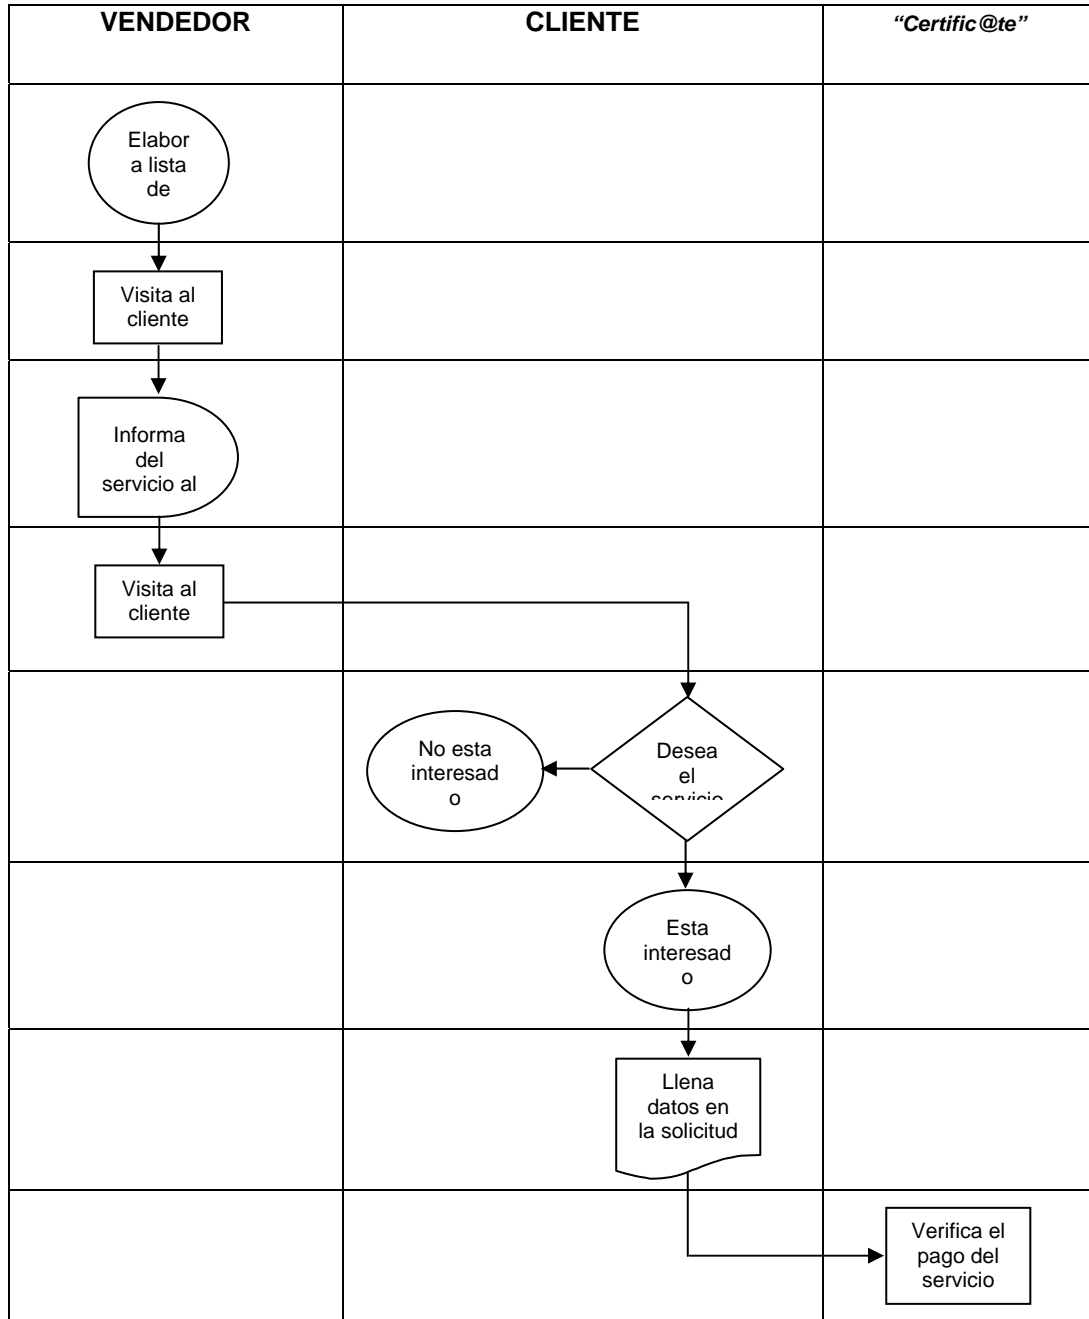 VENDEDOR
CLIENTE
“Certific@te”
Elabor
a lista
de
Visita al
cliente
Informa
del
servicio al
Visita al
cliente
No esta
interesad
o
Desea
el
servicio
Esta
interesad
o
Llena
datos en
la solicitud
Verifica el
pago del
servicio